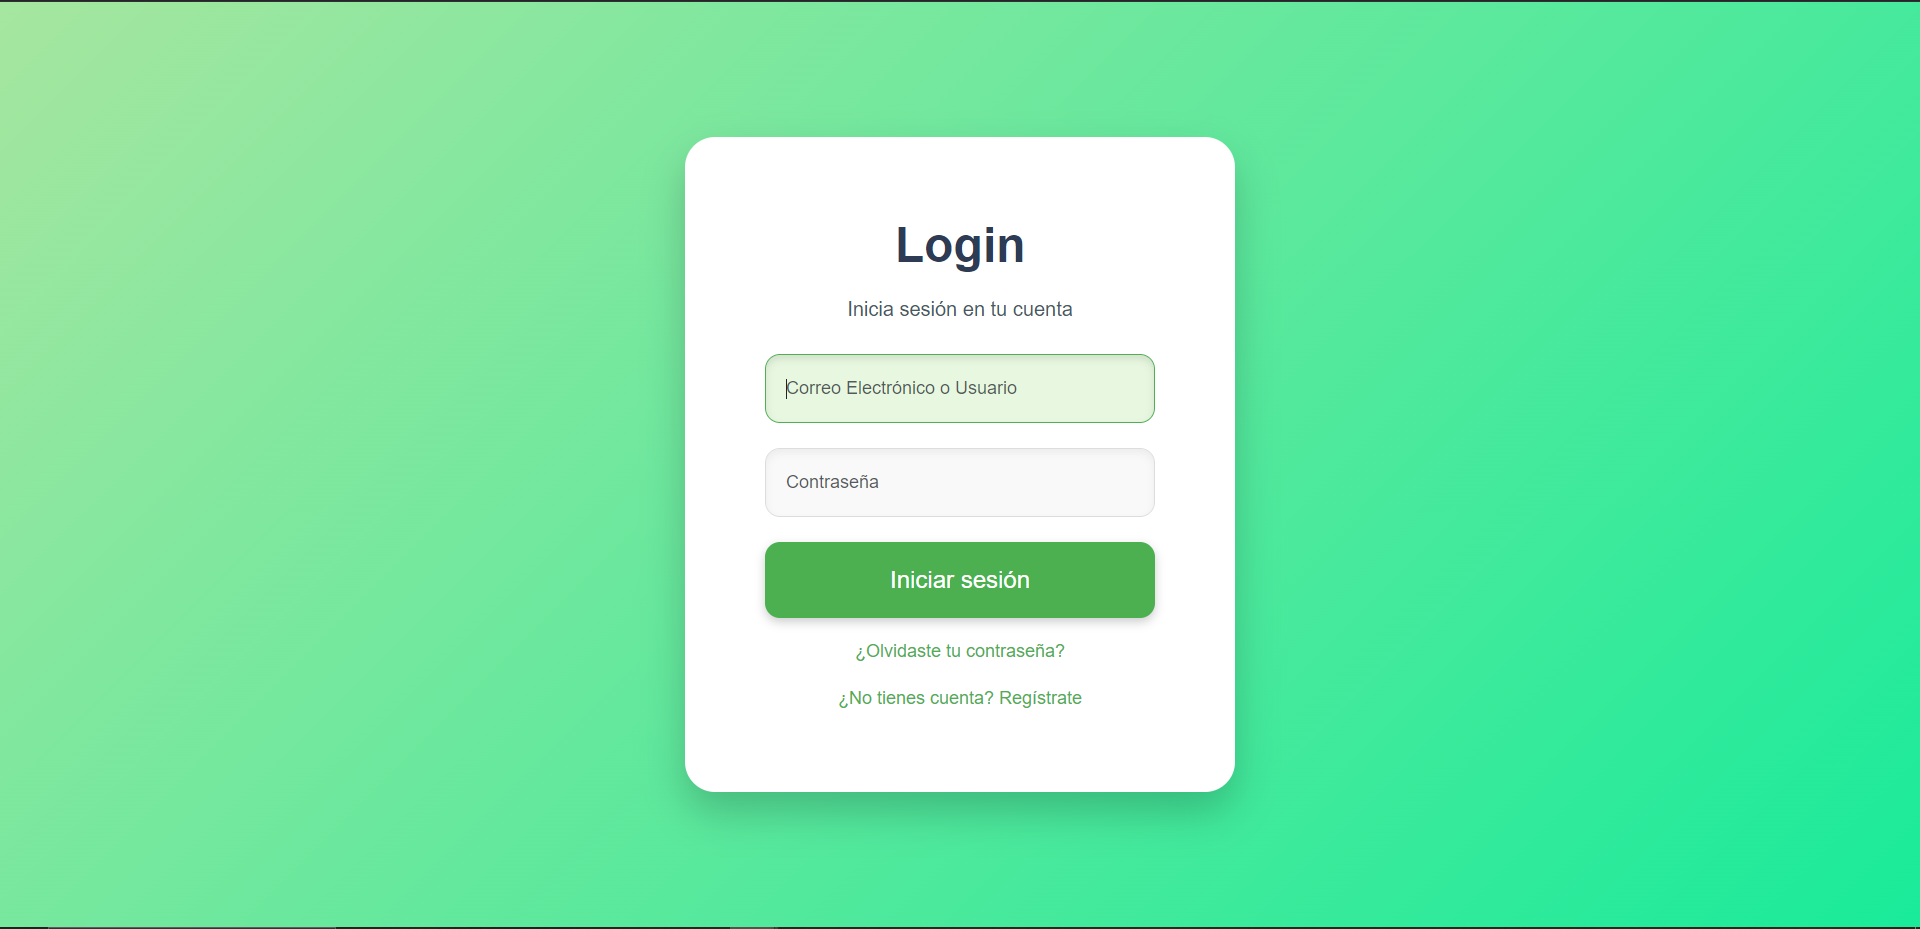 Login
Inicia sesión en tu cuenta
Correo Electrónico o Usuario
Contraseña
Iniciar sesión
¿Olvidaste tu contraseña?
¿No tienes cuenta? Regístrate